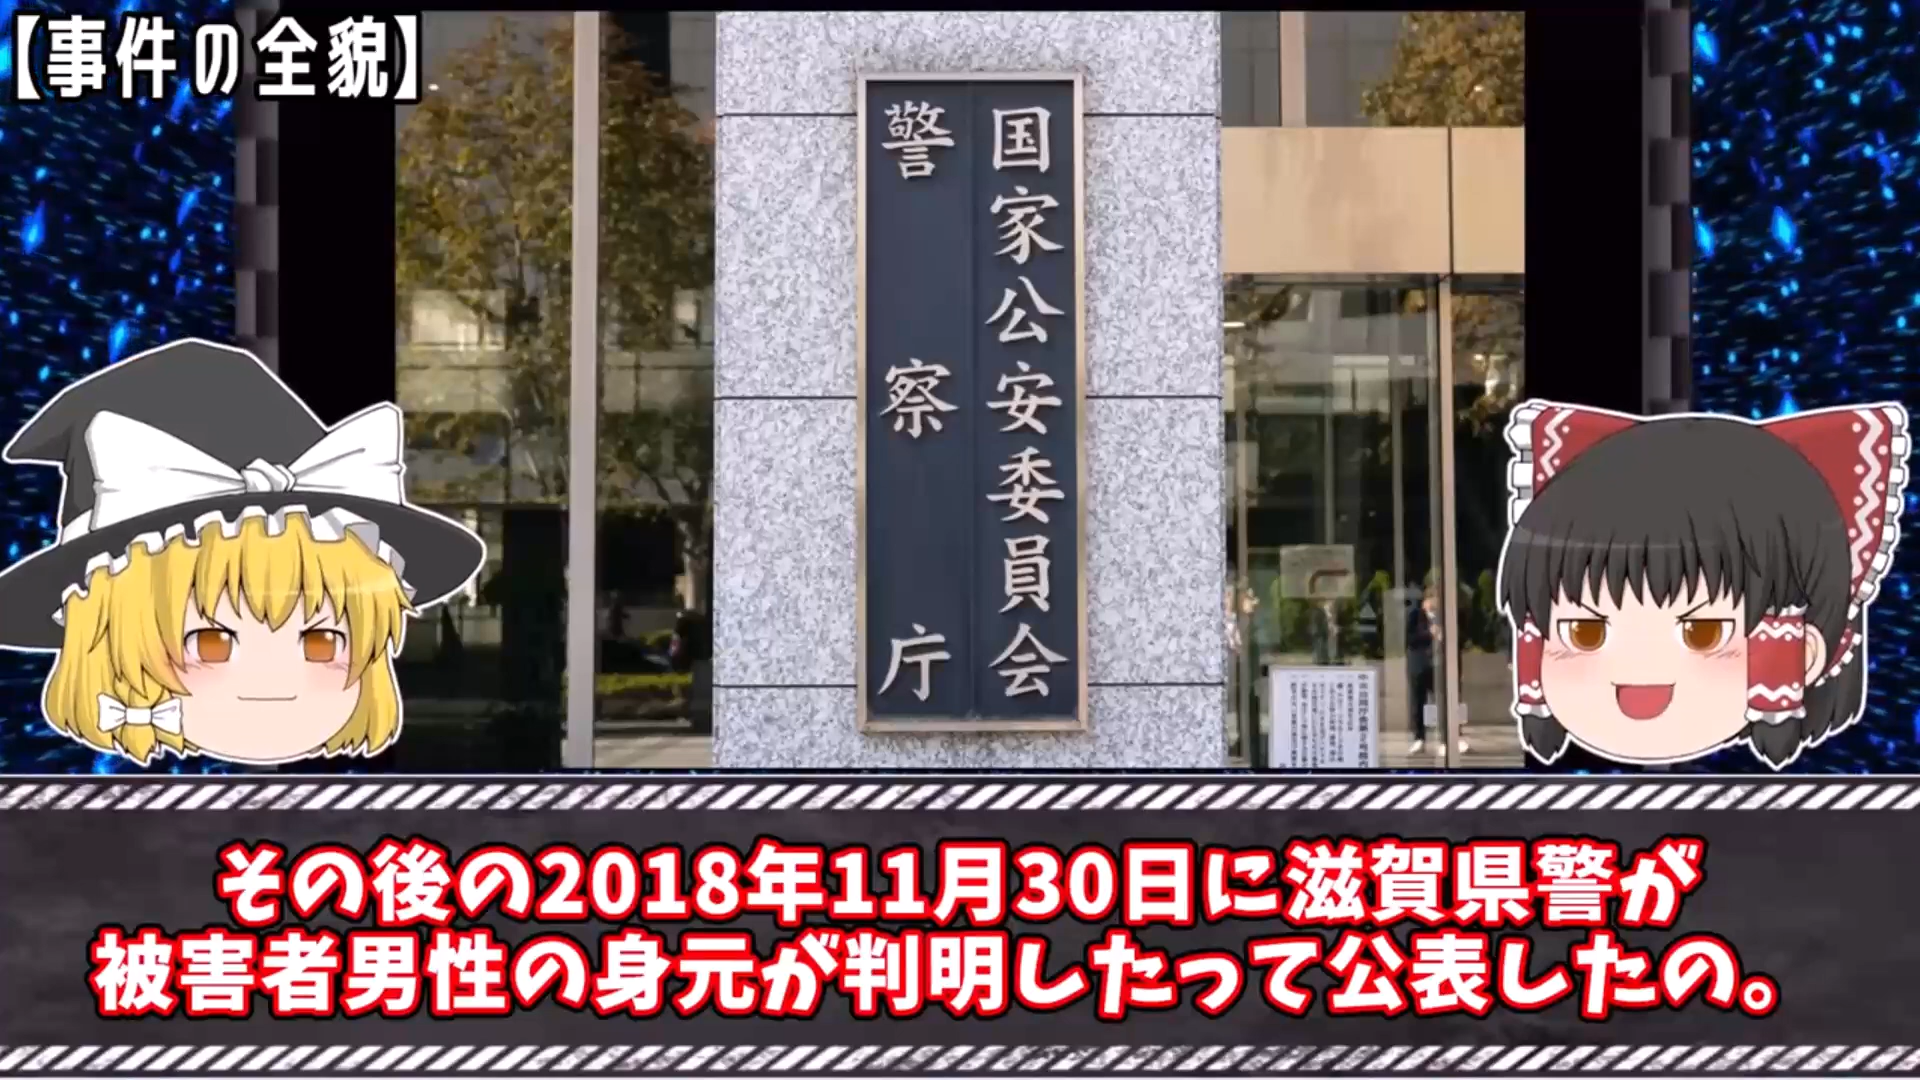 【事件の全貌】
国家公安委員会
警察庁
その後の2018年11月30日に滋賀県警が
被害者男性の身元が判明したって公表したの。